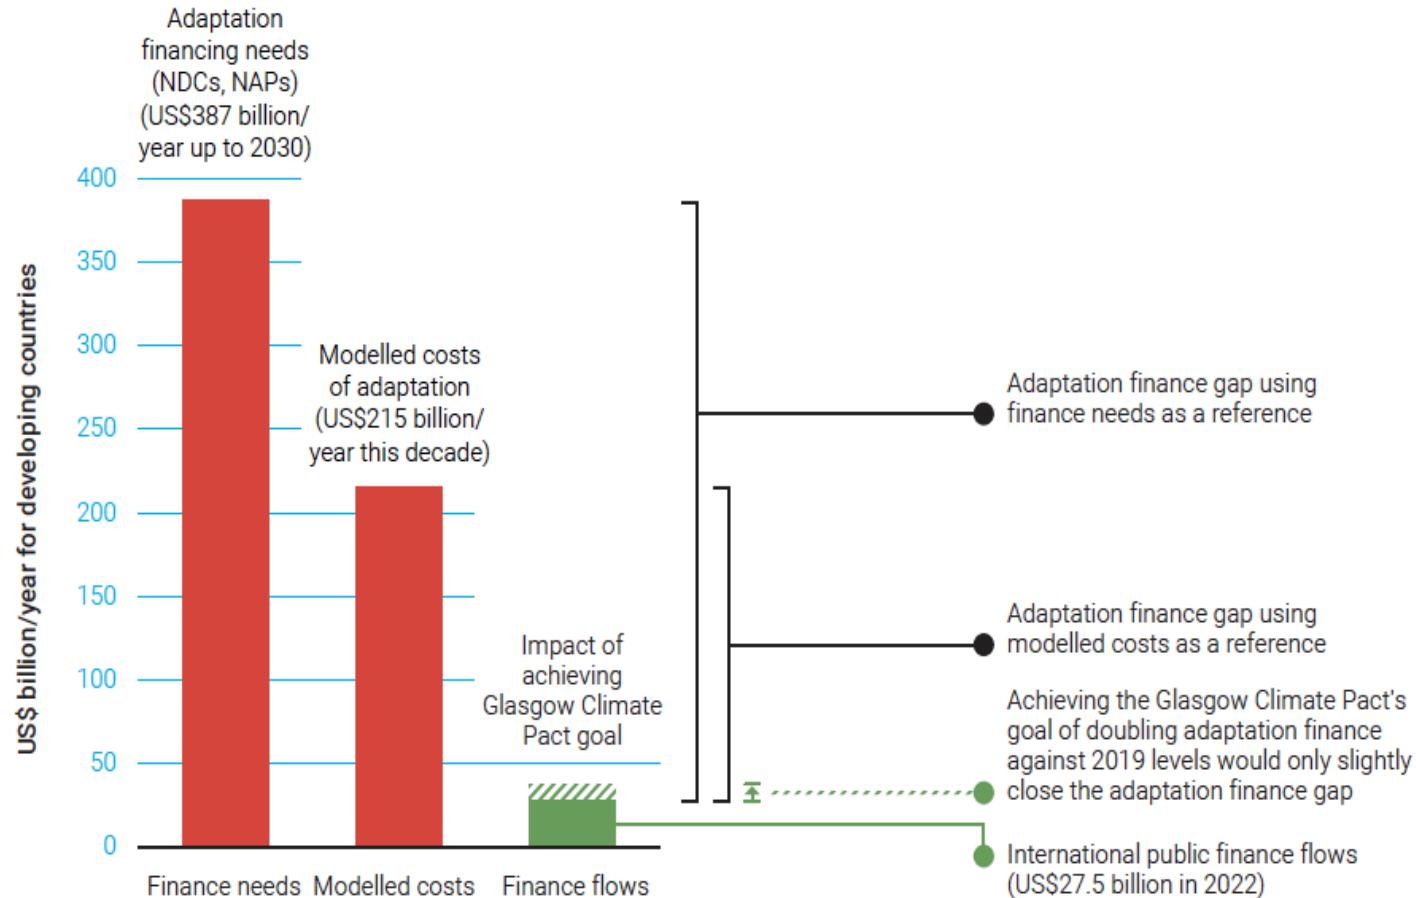 Adaptation
financing needs
(NDCs, NAPs)
(US$387 billion/
year up to 2030)
400
350
300
250
200
150
100
50
0
US$ billion/year for developing countries
Modelled costs
of adaptation
(US$215 billion/
year this decade)
Impact of
achieving
Glasgow Climate
Pact goal
Finance needs
Modelled costs
Finance flows
Adaptation finance gap using
finance needs as a reference
Adaptation finance gap using
modelled costs as a reference
Achieving the Glasgow Climate Pact's
goal of doubling adaptation finance
against 2019 levels would only slightly
close the adaptation finance gap
International public finance flows
(US$27.5 billion in 2022)